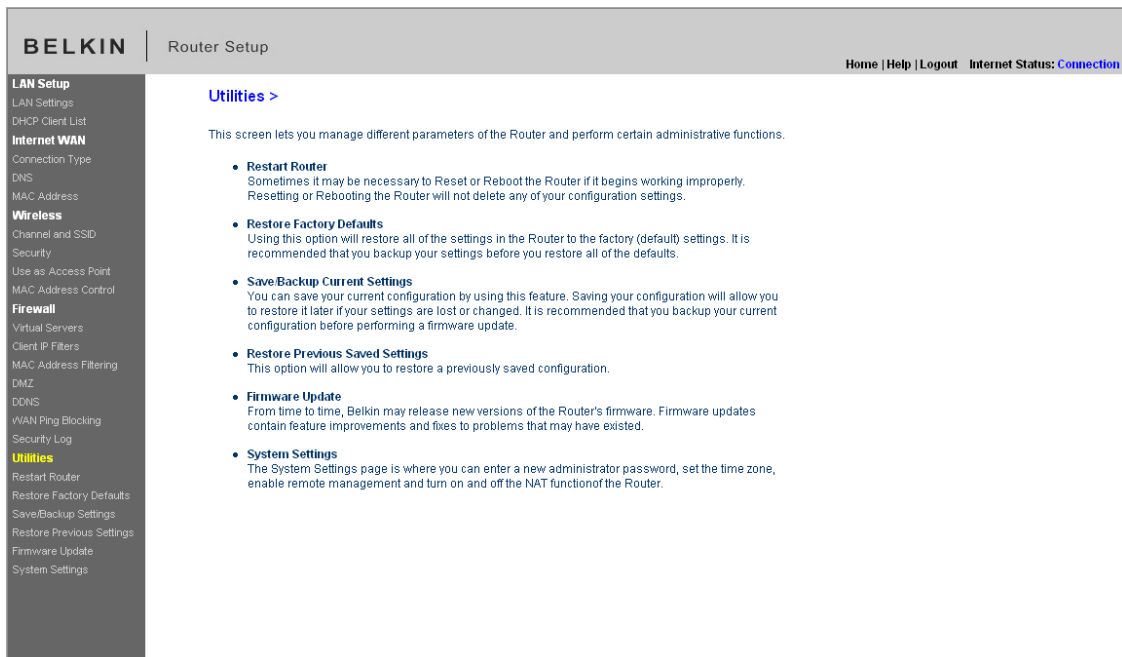 BELKIN
Router Setup
Home | Help | Logout Internet Status: Connection
LAN Setup
LAN Settings
DHCP Client List
Internet WAN
Connection Type
DNS
MAC Address
Wireless
Channel and SSID
Security
Use as Access Point
MAC Address Control
Firewall
Virtual Servers
Client IP Filters
MAC Address Filtering
DMZ
DDNS
WAN Ping Blocking
Security Log
Utilities
Restart Router
Restore Factory Defaults
Save/Backup Settings
Restore Previous Settings
Firmware Update
System Settings
Utilities >
This screen lets you manage different parameters of the Router and perform certain administrative functions.
• Restart Router
Sometimes it may be necessary to Reset or Reboot the Router if it begins working improperly.
Resetting or Rebooting the Router will not delete any of your configuration settings.
• Restore Factory Defaults
Using this option will restore all of the settings in the Router to the factory (default) settings. It is
recommended that you backup your settings before you restore all of the defaults.
• Save/Backup Current Settings
You can save your current configuration by using this feature. Saving your configuration will allow you
to restore it later if your settings are lost or changed. It is recommended that you backup your current
configuration before performing a firmware update.
• Restore Previous Saved Settings
This option will allow you to restore a previously saved configuration.
• Firmware Update
From time to time, Belkin may release new versions of the Router's firmware. Firmware updates
contain feature improvements and fixes to problems that may have existed.
• System Settings
The System Settings page is where you can enter a new administrator password, set the time zone,
enable remote management and turn on and off the NAT functionof the Router.